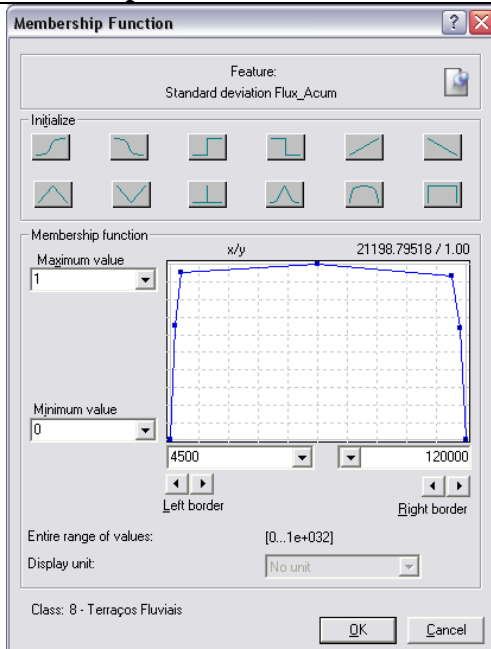 Membership Function
Feature:
Standard deviation Flux_Acum
Initialize
Membership function
x/y 21198.79518 / 1.00
Maximum value
1
Minimum value
0
4500 120000
Left border Right border
Entire range of values: [0...1e+032]
Display unit: No unit
Class: 8 - Terraços Fluviais
OK Cancel